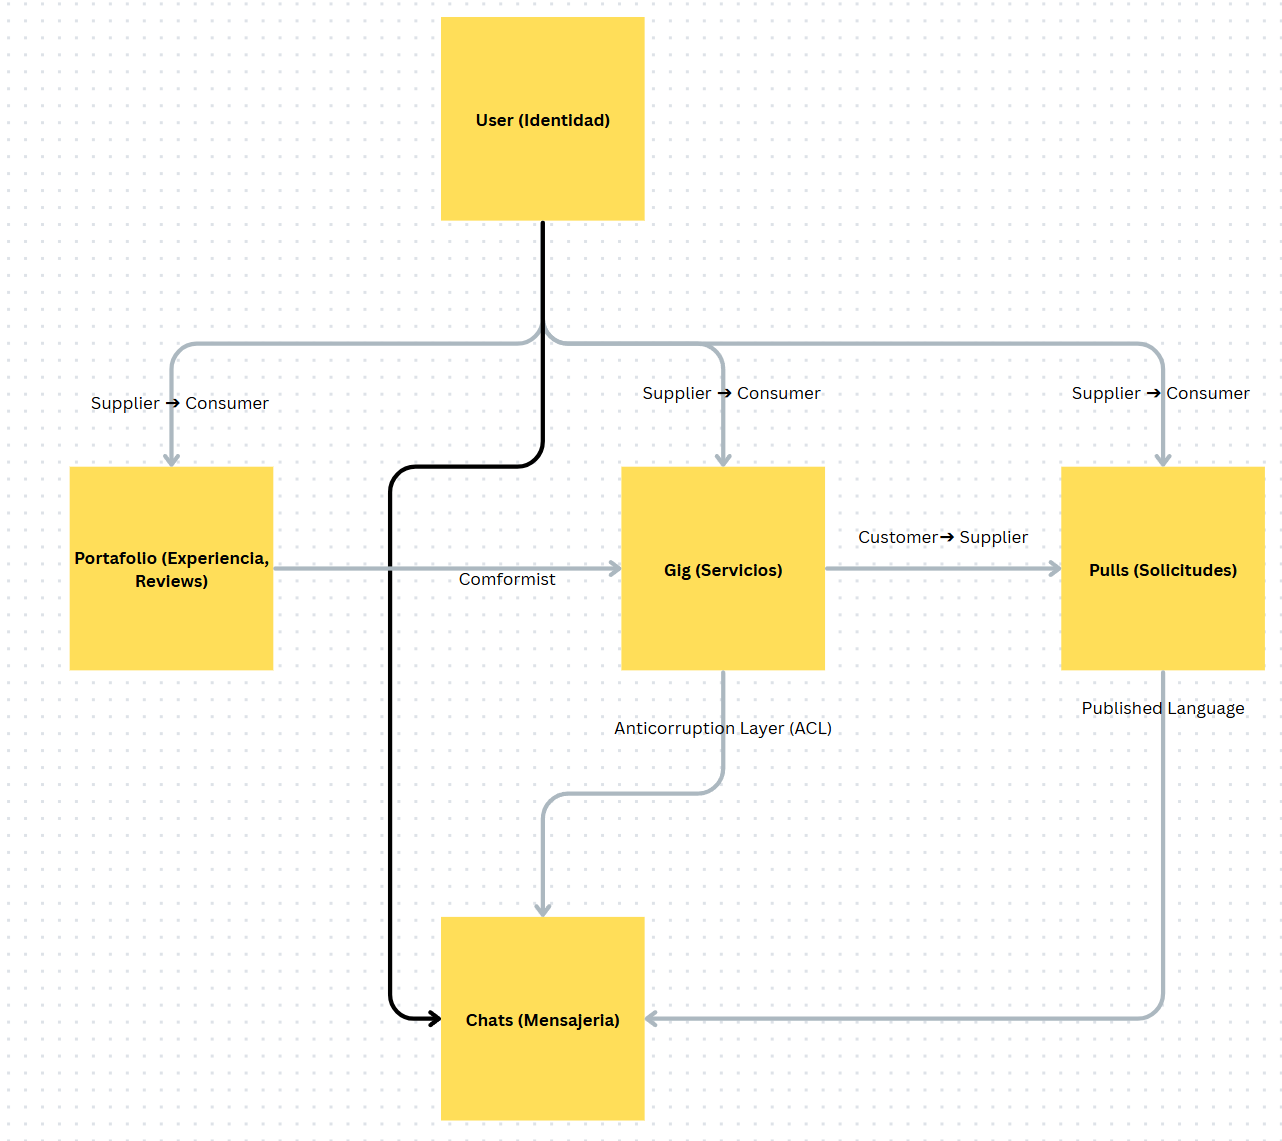 User (Identidad)
Supplier ➔ Consumer
Supplier ➔ Consumer
Supplier ➔ Consumer
Portafolio (Experiencia,
Reviews)
Comformist
Gig (Servicios)
Customer➔ Supplier
Pulls (Solicitudes)
Anticorruption Layer (ACL)
Published Language
Chats (Mensajeria)